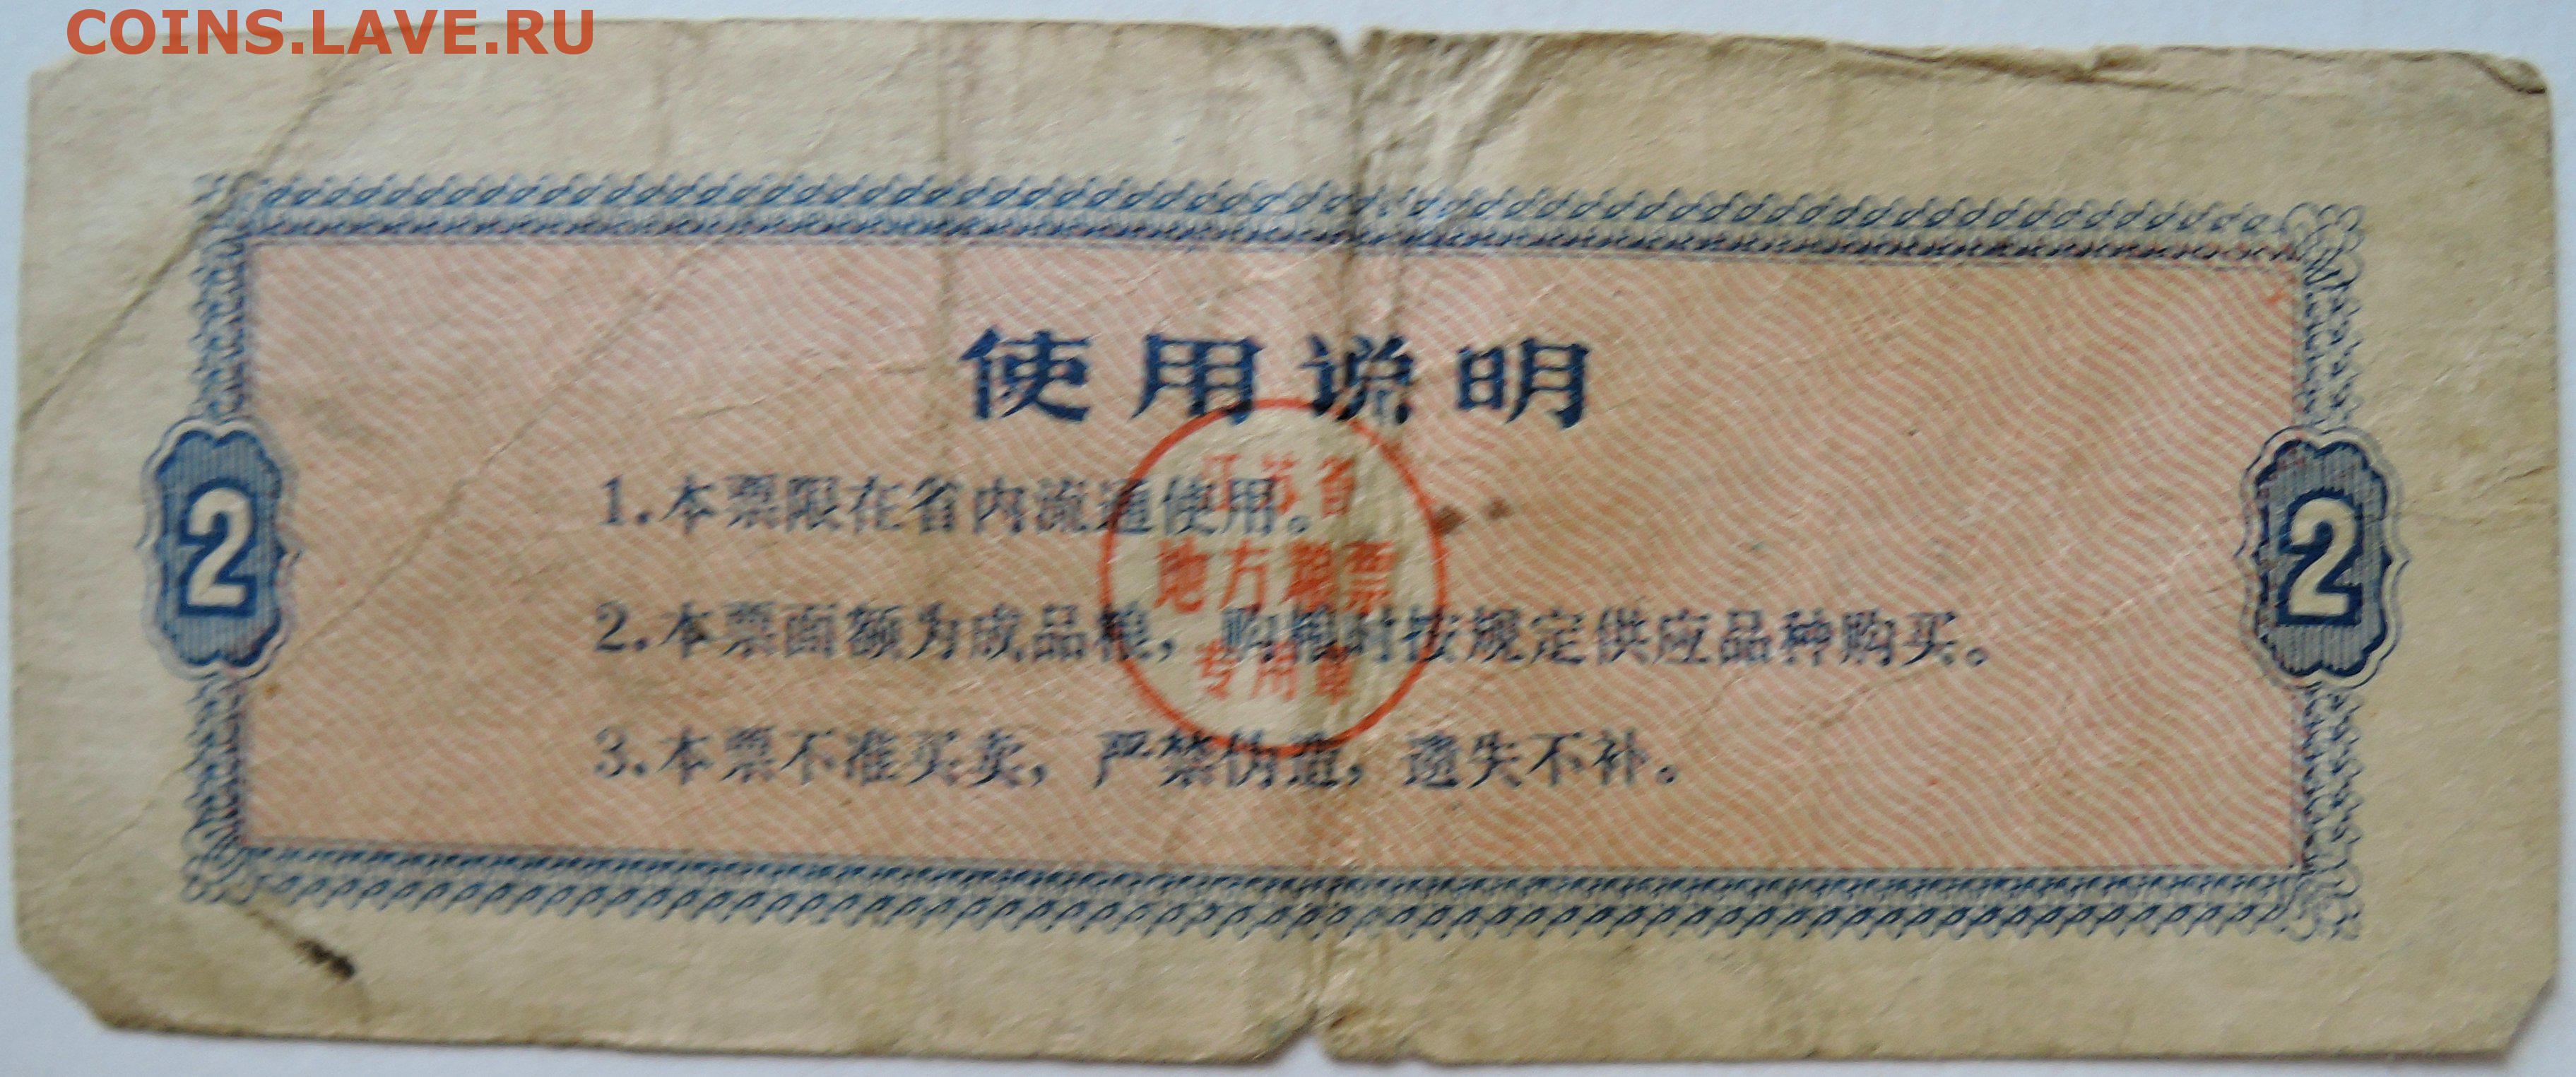 COINS.LAVE.RU
使用说明
1.本票限在省内流通使用。
2.本票面额为成品粮，购粮时按规定供应品种购买。
3.本票不准买卖，严禁伪造，遗失不补。
江苏省
地方粮票
专用章
2
2